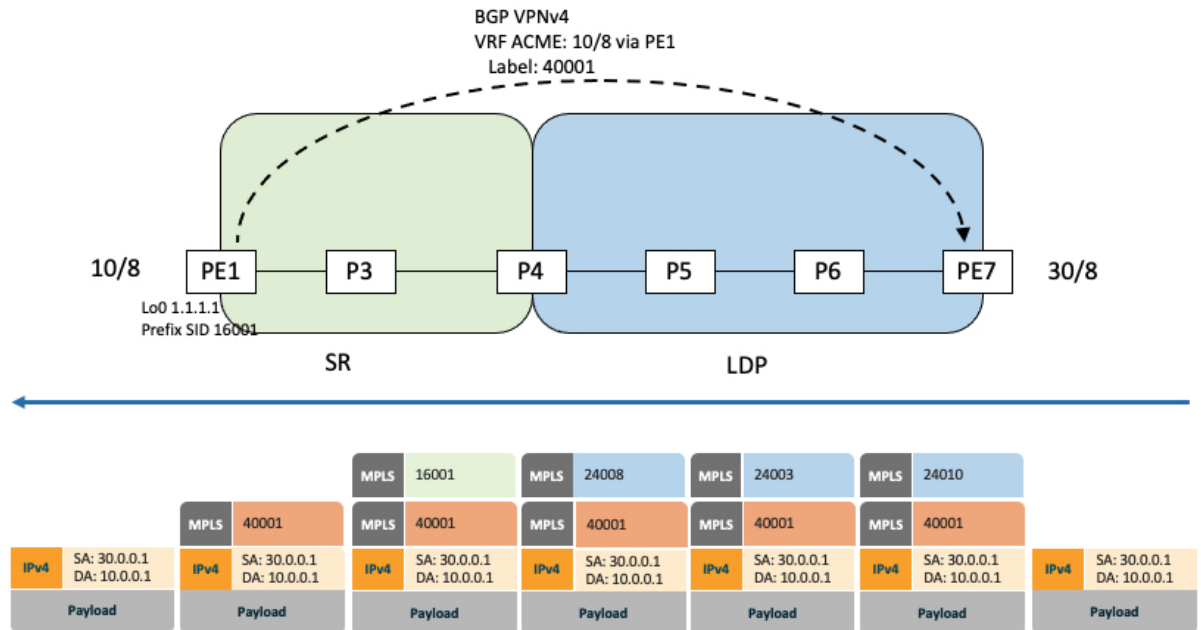 BGP VPNv4
VRF ACME: 10/8 via PE1
Label: 40001
10/8
PE1
P3
P4
P5
P6
PE7
30/8
Lo0 1.1.1.1
Prefix SID 16001
SR
LDP
MPLS 16001
MPLS 24008
MPLS 24003
MPLS 24010
MPLS 40001
MPLS 40001
MPLS 40001
MPLS 40001
MPLS 40001
IPv4 SA: 30.0.0.1
DA: 10.0.0.1
IPv4 SA: 30.0.0.1
DA: 10.0.0.1
IPv4 SA: 30.0.0.1
DA: 10.0.0.1
IPv4 SA: 30.0.0.1
DA: 10.0.0.1
IPv4 SA: 30.0.0.1
DA: 10.0.0.1
IPv4 SA: 30.0.0.1
DA: 10.0.0.1
IPv4 SA: 30.0.0.1
DA: 10.0.0.1
Payload
Payload
Payload
Payload
Payload
Payload
Payload